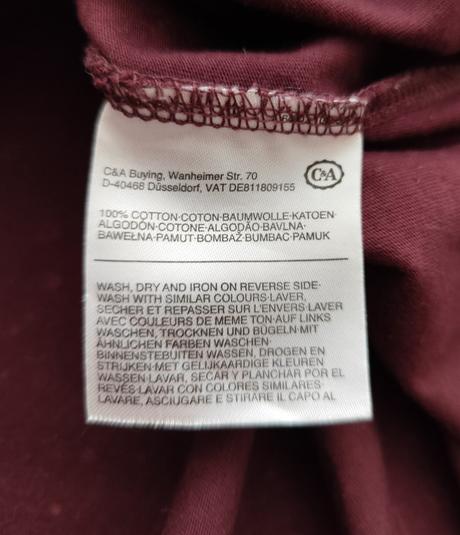 C&A Buying, Wanheimer Str. 70
D-40468 Düsseldorf, VAT DE811809155
C&A
100% COTTON·COTON·BAUMWOLLE·KATOEN·
ALGODÓN·COTONE·ALGODÃO·BAVLNA·
BAWEŁNA·PAMUT·BOMBAŽ·BUMBAC·PAMUK
WASH, DRY AND IRON ON REVERSE SIDE·
WASH WITH SIMILAR COLOURS·LAVER,
SECHER ET REPASSER SUR L'ENVERS·LAVER
AVEC COULEURS DE MEME TON·AUF LINKS
WASCHEN, TROCKNEN UND BÜGELN·MIT
ÄHNLICHEN FARBEN WASCHEN·
BINNENSTEBUITEN WASSEN, DROGEN EN
STRIJKEN·MET GELIJKAARDIGE KLEUREN
WASSEN·LAVAR, SECAR Y PLANCHAR POR EL
REVÉS·LAVAR CON COLORES SIMILARES·
LAVARE, ASCIUGARE E STIRARE IL CAPO AL